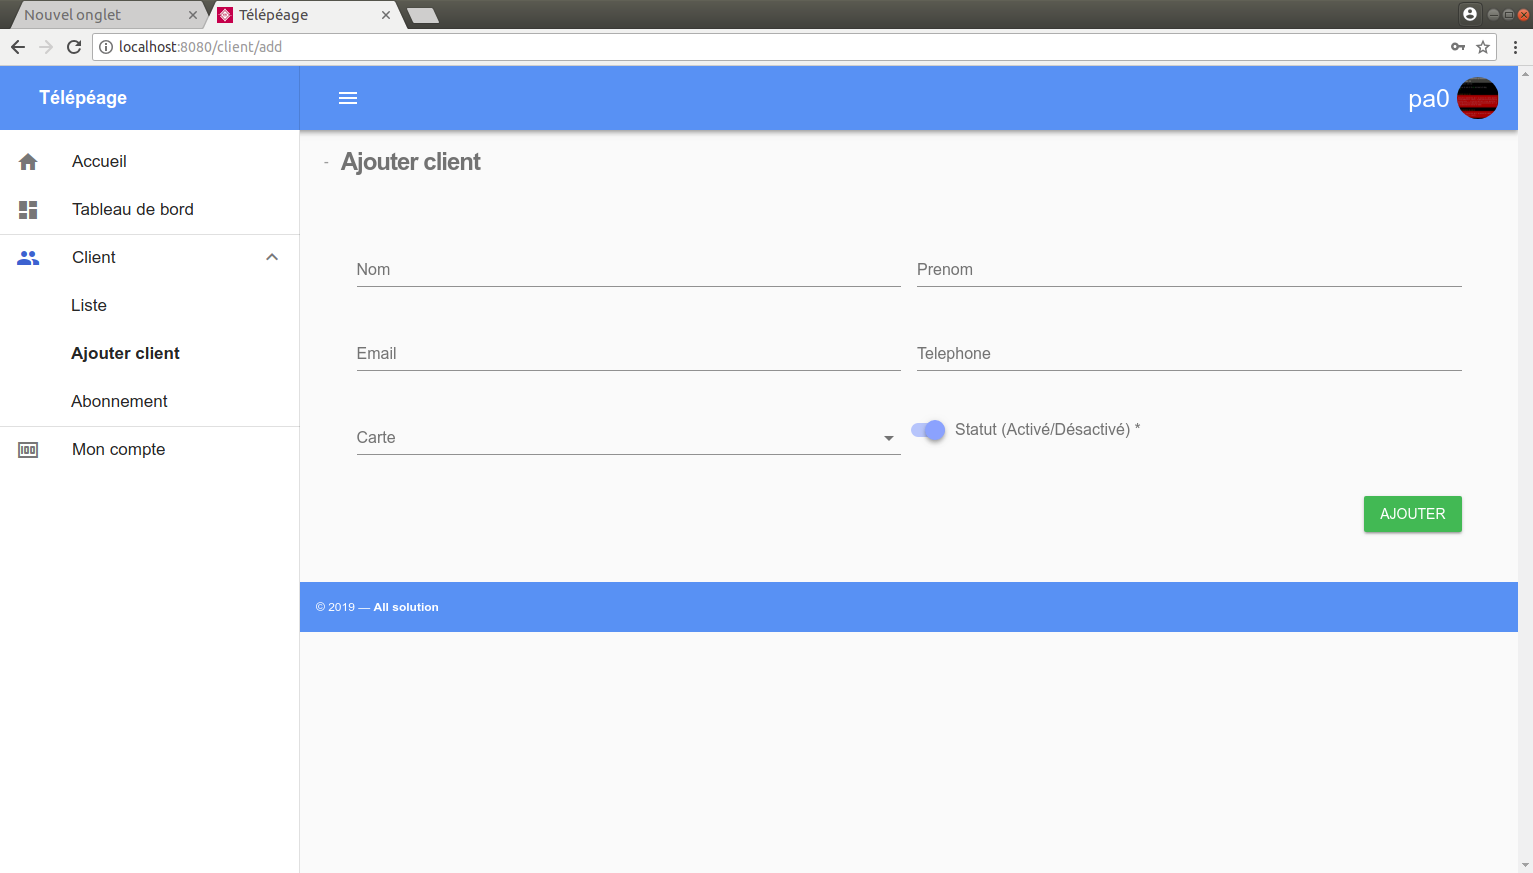 Nouvel onglet
Télépéage
localhost:8080/client/add
Télépéage
pa0
Accueil
Tableau de bord
Client
Liste
Ajouter client
Abonnement
Mon compte
- Ajouter client
Nom
Prenom
Email
Telephone
Carte
Statut (Activé/Désactivé) *
AJOUTER
© 2019 — All solution